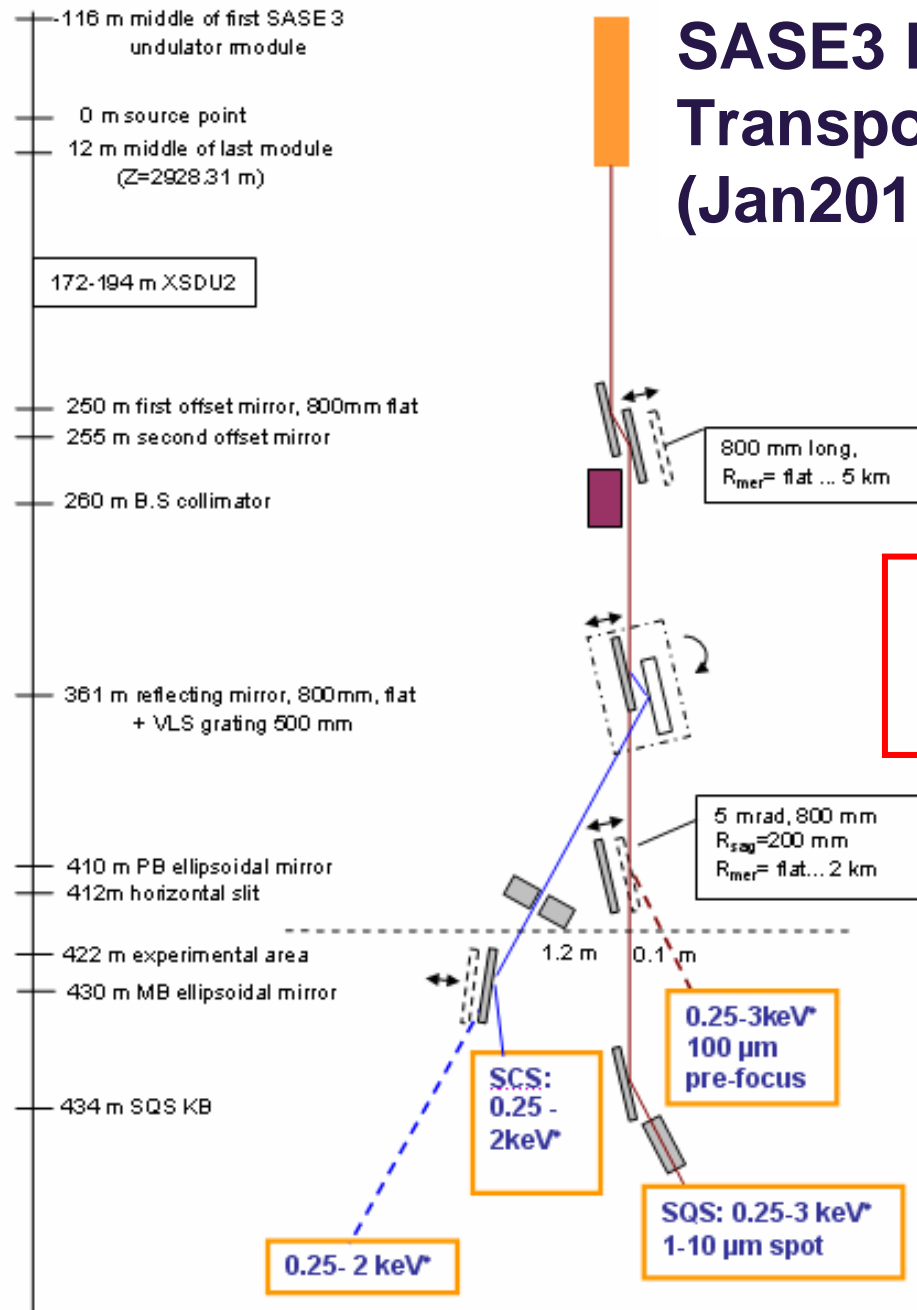 -116 m middle of first SASE 3
undulator rmodule
SASE3
Transpo
(Jan201
0 m source point
12 m middle of last module
(Z=2928.31 m)
172-194 m XSDU2
250 m first offset mirror, 800mm flat
255 m second offset mirror
800 mm long,
Rmer= flat ... 5 km
260 m B.S collimator
361 m reflecting mirror, 800mm, flat
+ VLS grating 500 mm
5 mrad, 800 mm
Rsag=200 mm
Rmer= flat... 2 km
410 m PB ellipsoidal mirror
412m horizontal slit
422 m experimental area
1.2 m
0.1 m
430 m MB ellipsoidal mirror
0.25-3keV*
100 µm
pre-focus
SCS:
0.25 -
2keV*
434 m SQS KB
SQS: 0.25-3 keV*
1-10 µm spot
0.25- 2 keV*